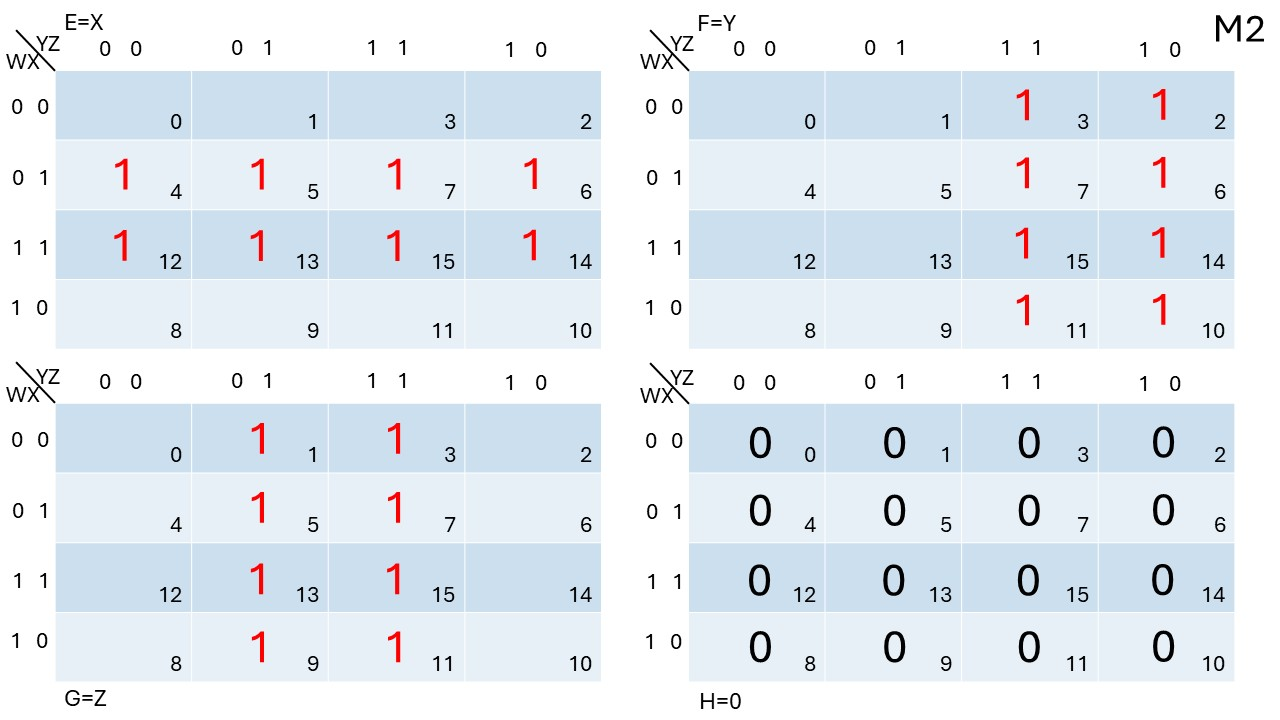 E=X F=Y M2
YZ 0 0 0 1 1 1 1 0 YZ 0 0 0 1 1 1 1 0
WX WX
0 0 0 1 3 2 0 0 0 1 1 3 1 2
0 1 1 4 1 5 1 7 1 6 0 1 4 5 1 7 1 6
1 1 1 12 1 13 1 15 1 14 1 1 12 13 1 15 1 14
1 0 8 9 11 10 1 0 8 9 1 11 1 10
YZ 0 0 0 1 1 1 1 0 YZ 0 0 0 1 1 1 1 0
WX WX
0 0 0 1 1 1 3 2 0 0 0 0 0 1 0 3 0 2
0 1 4 1 5 1 7 6 0 1 0 4 0 5 0 7 0 6
1 1 12 1 13 1 15 14 1 1 0 12 0 13 0 15 0 14
1 0 8 1 9 1 11 10 1 0 0 8 0 9 0 11 0 10
G=Z H=0